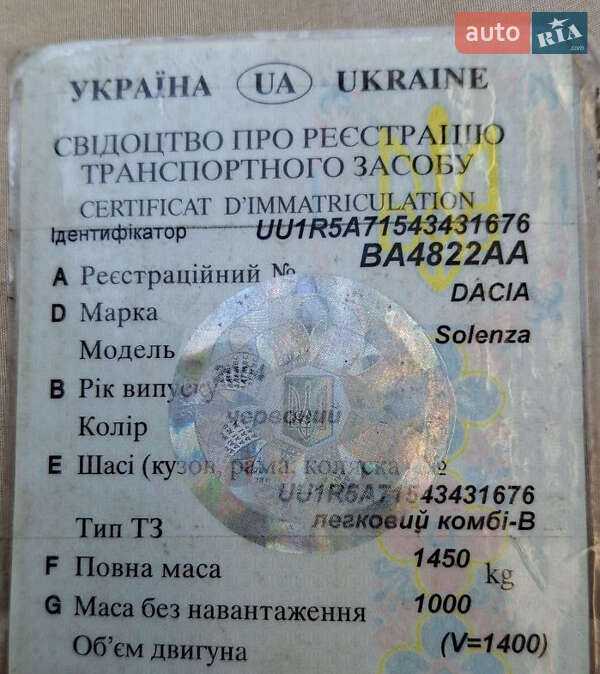 auto RIA.com
УКРАЇНА UA UKRAINE
СВІДОЦТВО ПРО РЕЄСТРАЦІЮ
ТРАНСПОРТНОГО ЗАСОБУ
CERTIFICAT D'IMMATRICULATION
Ідентифікатор UU1R5A71543431676
A Реєстраційний № BA4822AA
D Марка DACIA
Модель Solenza
B Рік випуску
Колір червоний
E Шасі (кузов, рама, коляска) №
UU1R5A71543431676
Тип ТЗ легковий комбі-В
F Повна маса 1450 kg
G Маса без навантаження 1000
Об'єм двигуна (V=1400)